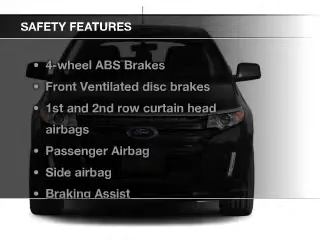 SAFETY FEATURES
• 4-wheel ABS Brakes
• Front Ventilated disc brakes
• 1st and 2nd row curtain head
airbags
• Passenger Airbag
• Side airbag
• Braking Assist
Ford